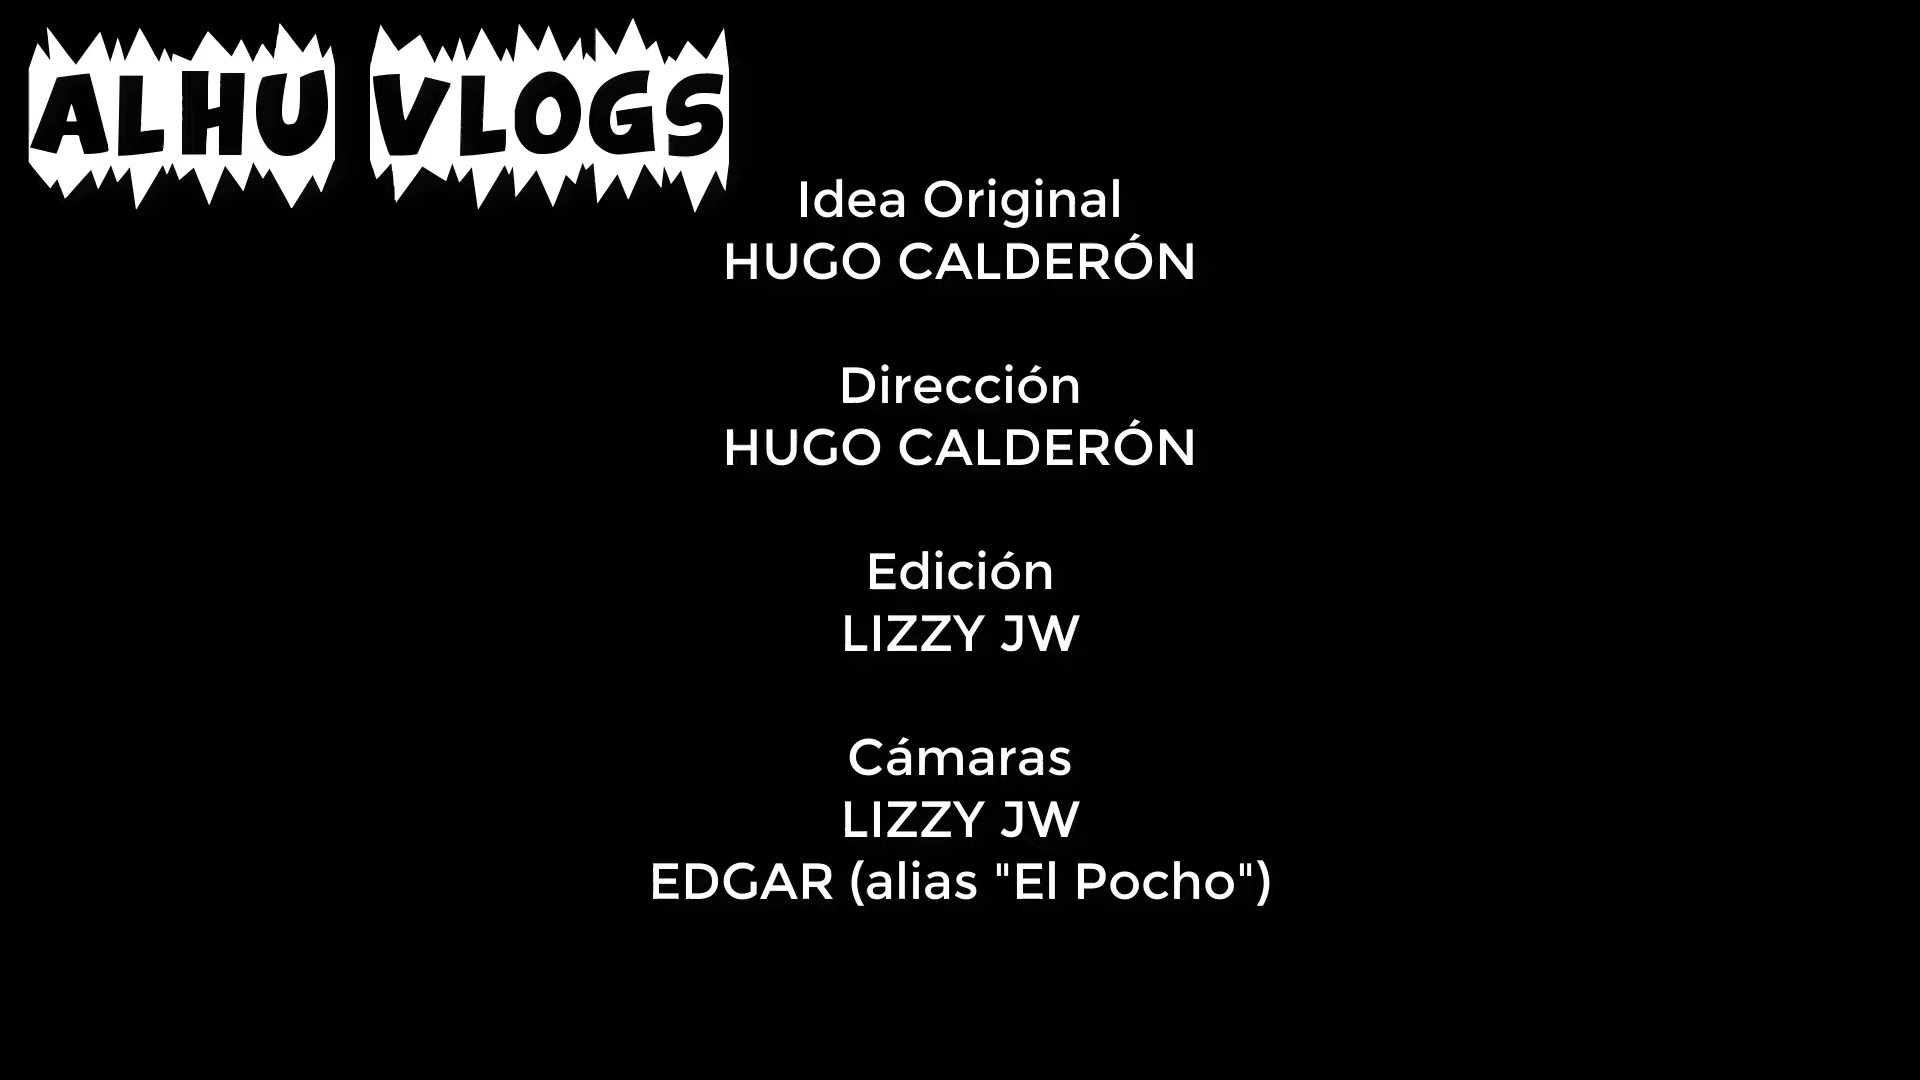 ALHU VLOGS
Idea Original
HUGO CALDERÓN
Dirección
HUGO CALDERÓN
Edición
LIZZY JW
Cámaras
LIZZY JW
EDGAR (alias "El Pocho")